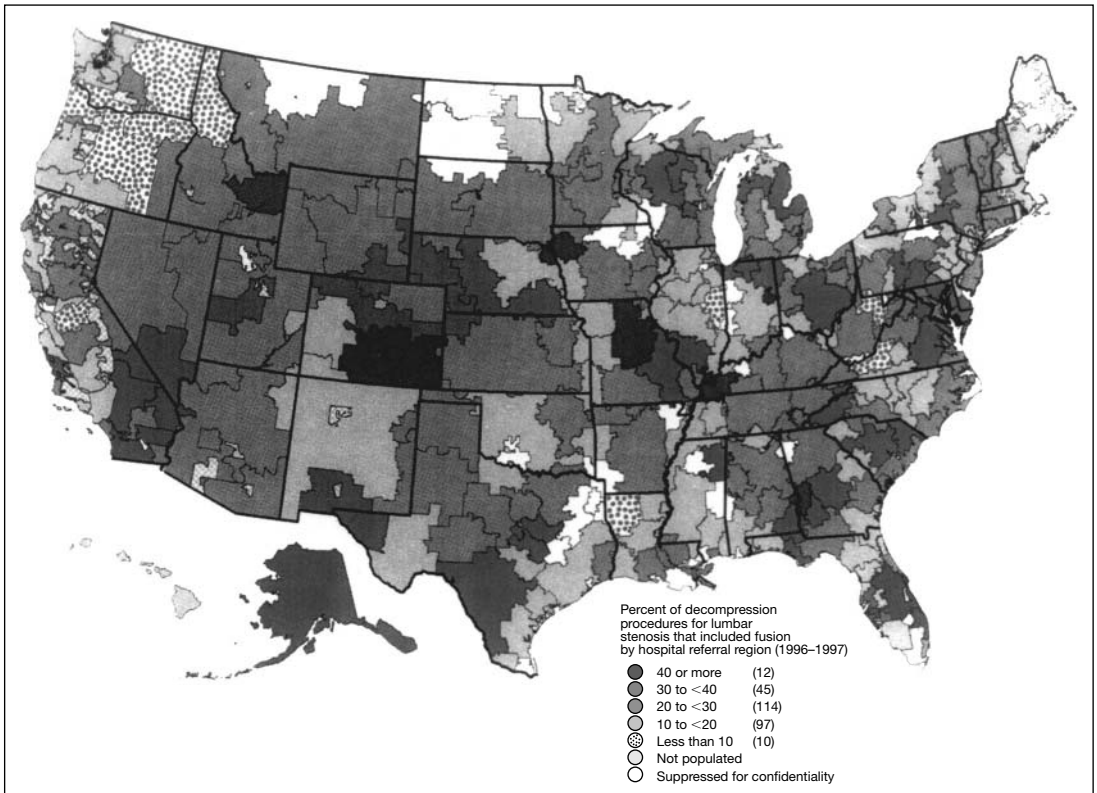 Percent of decompression
procedures for lumbar
stenosis that included fusion
by hospital referral region (1996–1997)
40 or more (12)
30 to <40 (45)
20 to <30 (114)
10 to <20 (97)
Less than 10 (10)
Not populated
Suppressed for confidentiality